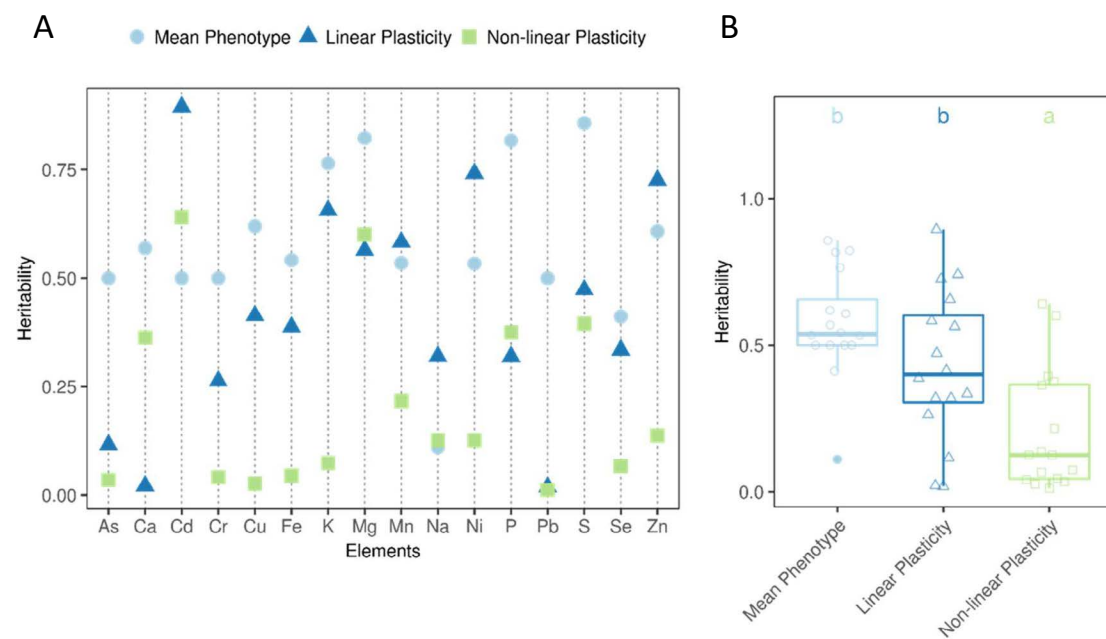 A
Mean Phenotype Linear Plasticity Non-linear Plasticity
Heritability
0.75
0.50
0.25
0.00
As Ca Cd Cr Cu Fe K Mg Mn Na Ni P Pb S Se Zn
Elements
B
b b a
Heritability
1.0
0.5
0.0
Mean Phenotype
Linear Plasticity
Non-linear Plasticity